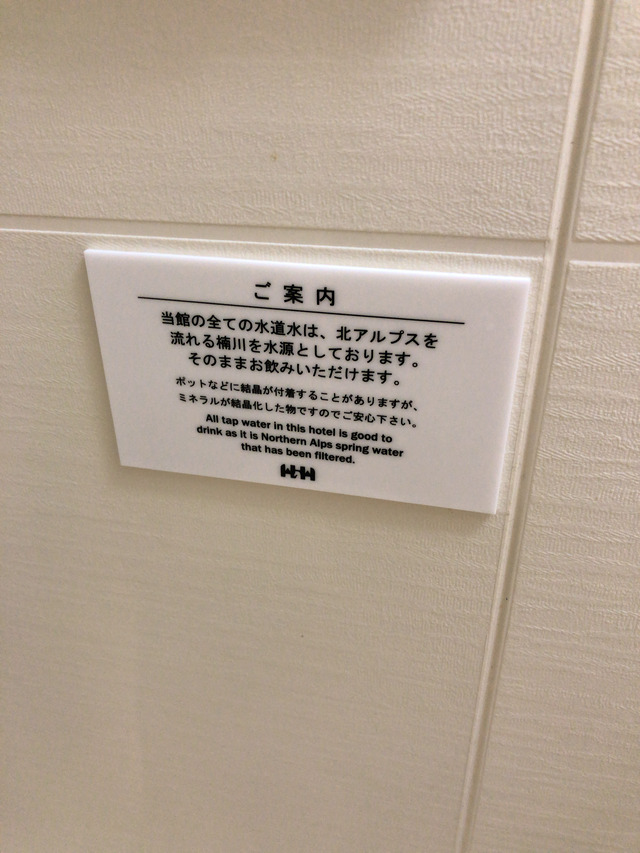 ご案内
当館の全ての水道水は、北アルプスを
流れる楠川を水源としております。
そのままお飲みいただけます。
ポットなどに結晶が付着することがありますが、
ミネラルが結晶化した物ですのでご安心下さい。
All tap water in this hotel is good to
drink as it is Northern Alps spring water
that has been filtered.